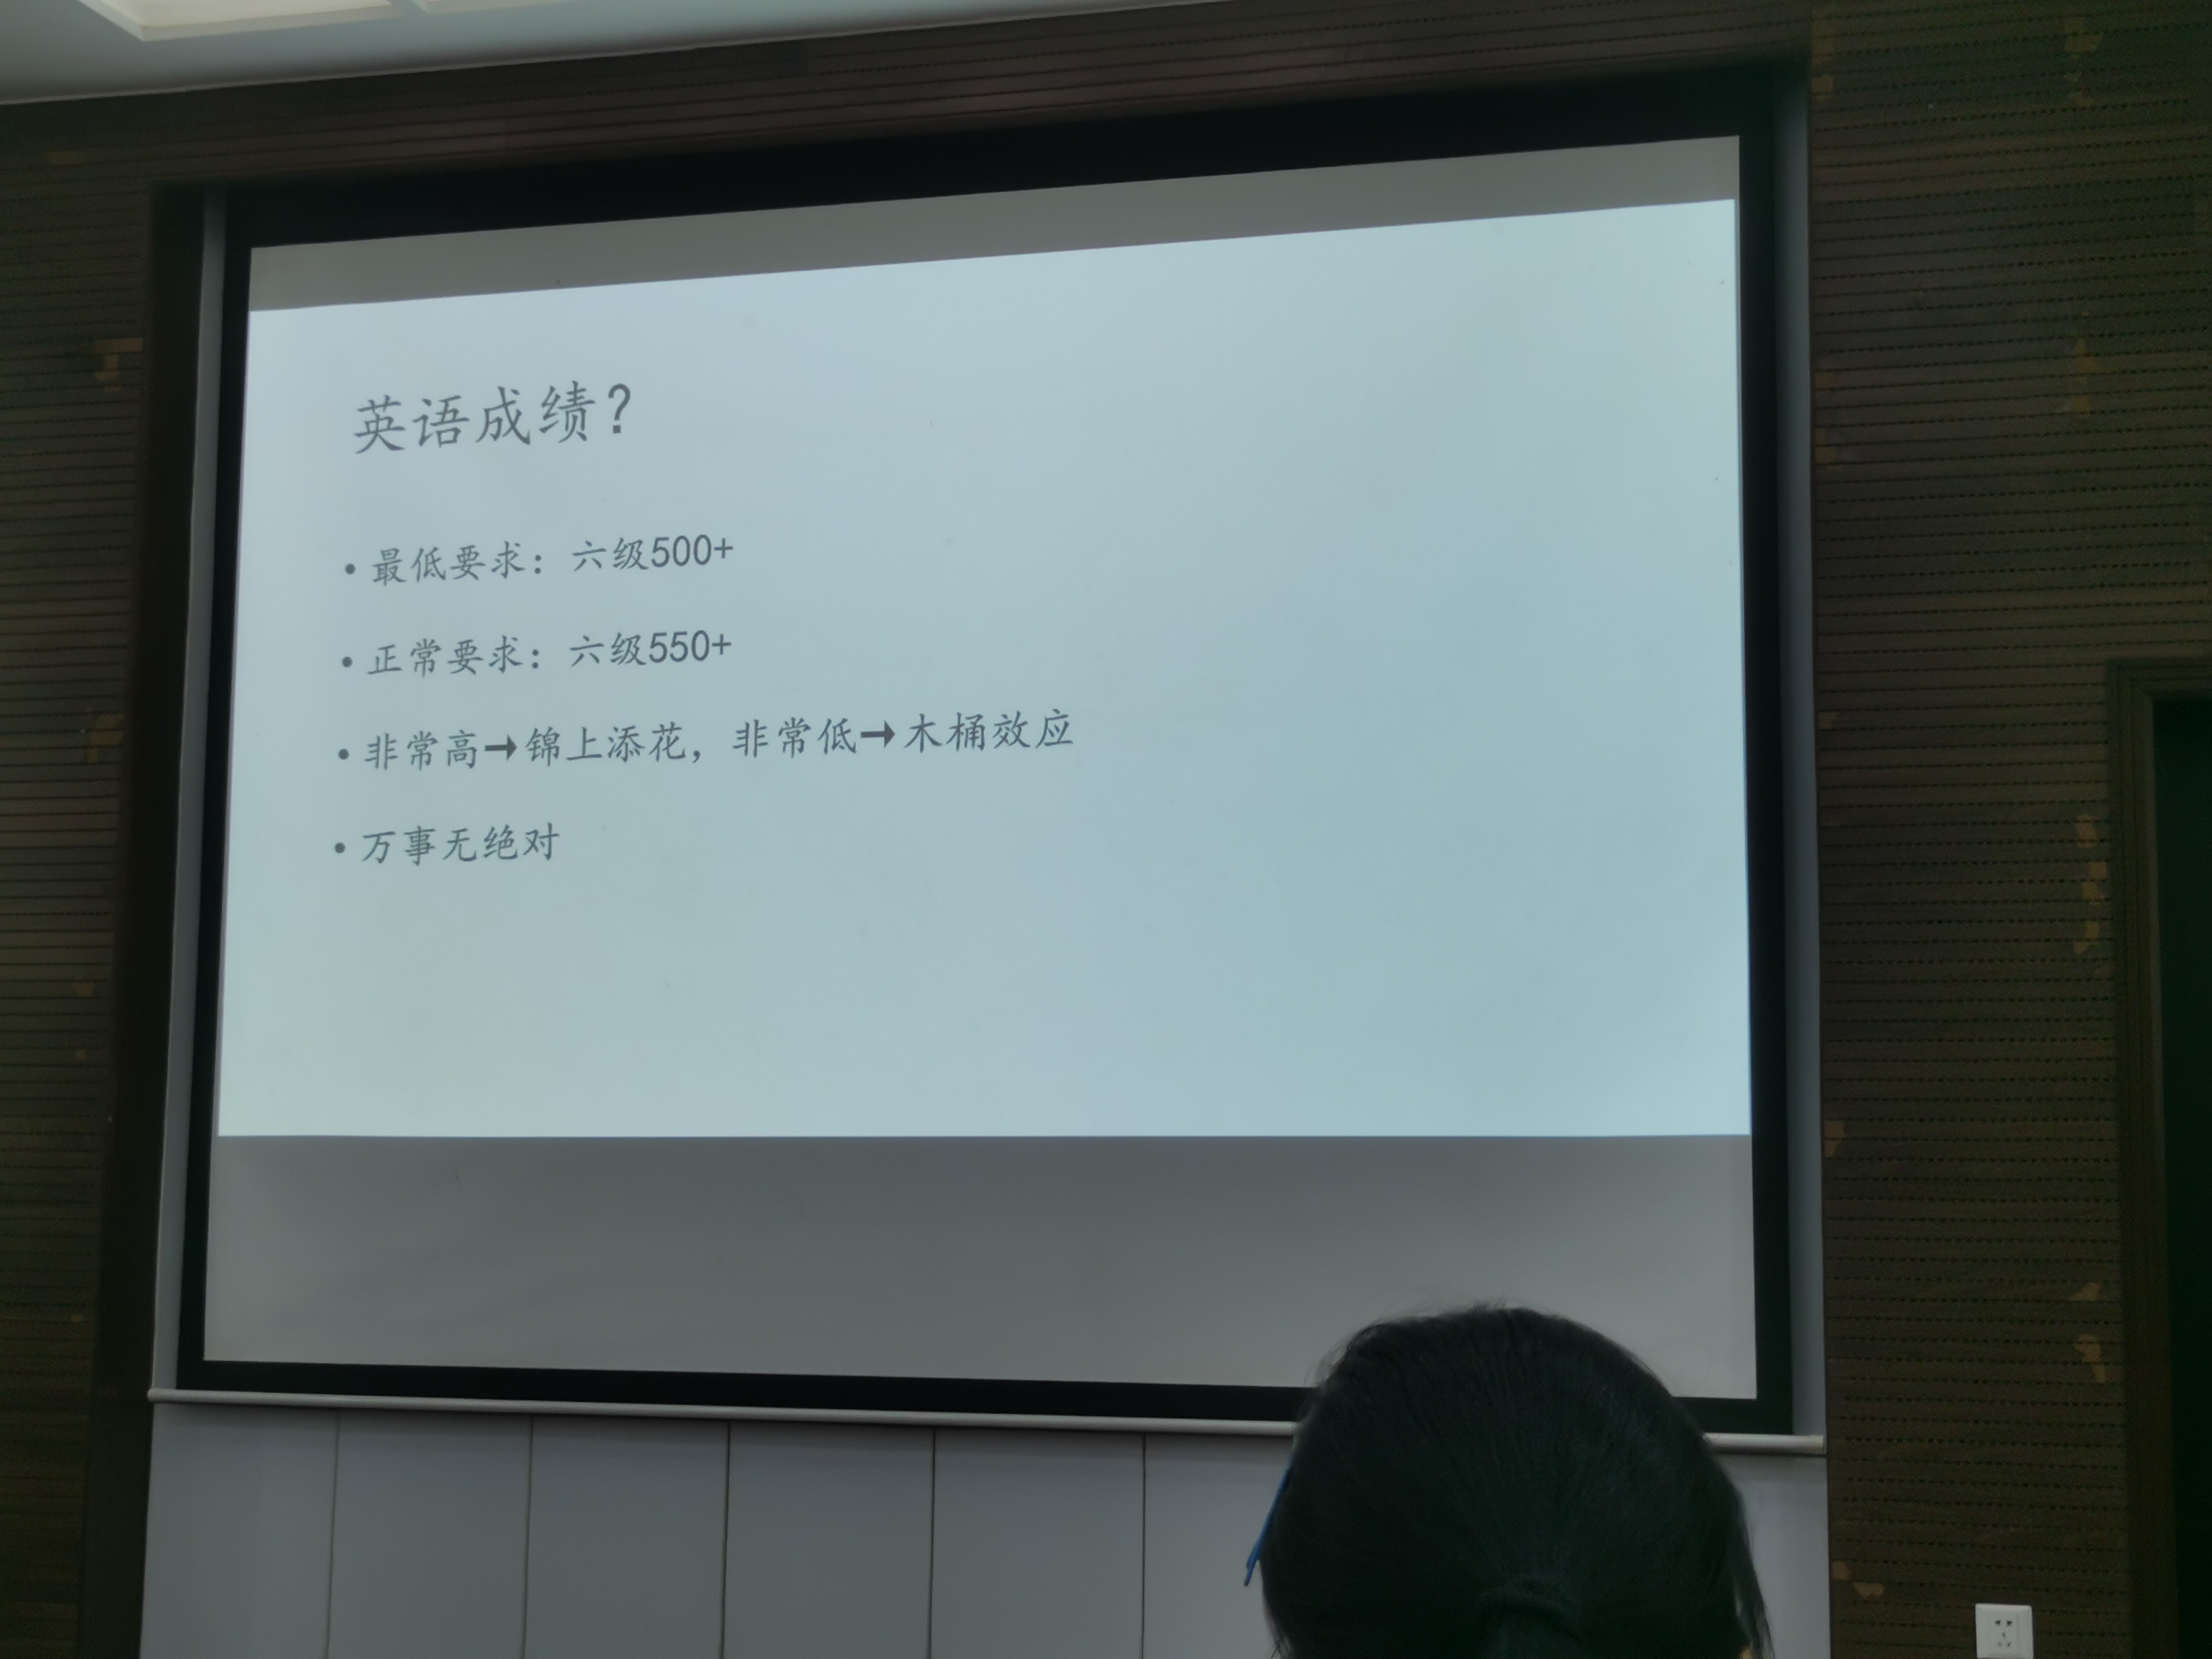 英语成绩？
• 最低要求：六级500+
• 正常要求：六级550+
• 非常高→锦上添花，非常低→木桶效应
• 万事无绝对